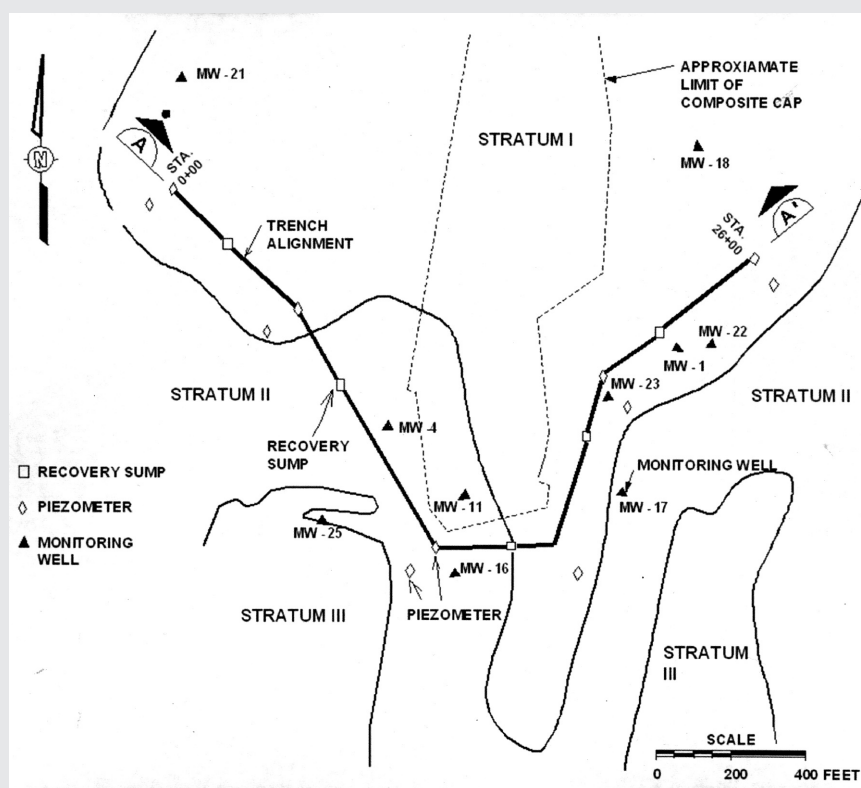 MW - 21
APPROXIAMATE
LIMIT OF
COMPOSITE CAP
STRATUM I
MW - 18
A
STA.
0+00
N
A'
STA.
26+00
TRENCH
ALIGNMENT
MW - 22
MW - 1
STRATUM II
MW - 23
STRATUM II
MW - 4
RECOVERY
SUMP
RECOVERY SUMP
MONITORING WELL
MW - 11
MW - 17
PIEZOMETER
MW - 25
MONITORING
WELL
MW - 16
STRATUM III
PIEZOMETER
STRATUM
III
SCALE
0 200 400 FEET